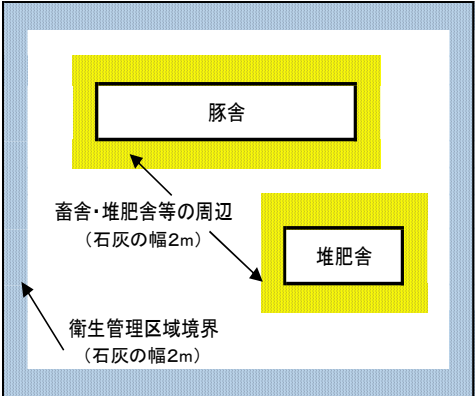 豚舎
畜舎・堆肥舎等の周辺
（石灰の幅2m）
堆肥舎
衛生管理区域境界
（石灰の幅2m）